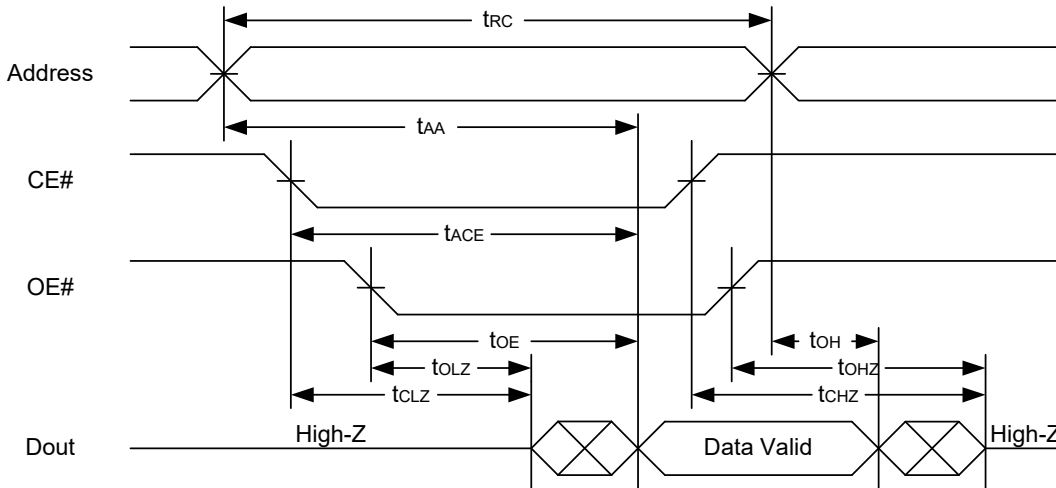 tRC
Address
tAA
CE#
tACE
OE#
tOE
tOH
tOLZ
tOHZ
tCLZ
tCHZ
Dout
High-Z
Data Valid
High-Z